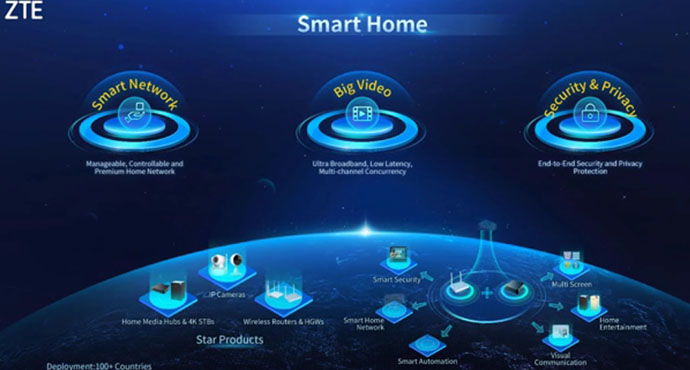 ZTE
Smart Home
Smart Network
Big Video
Security & Privacy
Manageable, Controllable and
Premium Home Network
Ultra Broadband, Low Latency,
Multi-channel Concurrency
End-to-End Security and Privacy
Protection
IP Cameras
Home Media Hubs & 4K STBs
Wireless Routers & HGWs
Star Products
Smart Security
Smart Home
Network
Smart Automation
Multi Screen
Home
Entertainment
Visual
Communication
Deployment:100+ Countries